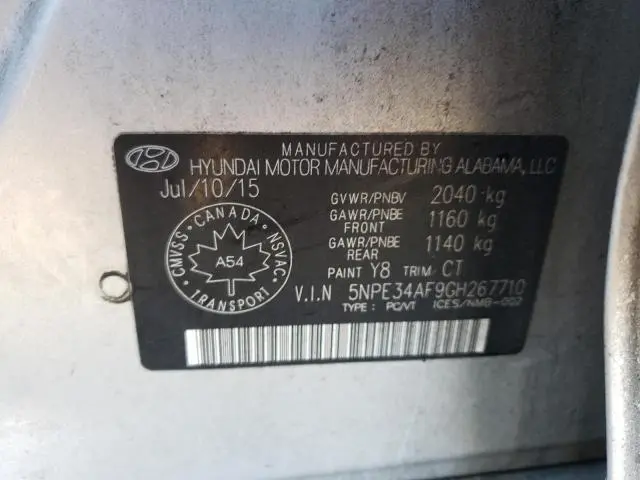 MANUFACTURED BY
HYUNDAI MOTOR MANUFACTURING ALABAMA, LLC
Jul/10/15
GVWR/PNBV 2040 kg
GAWR/PNBE FRONT 1160 kg
GAWR/PNBE REAR 1140 kg
PAINT Y8 TRIM CT
CANADA
CMVSS NSVAC
A54
TRANSPORT
V.I.N 5NPE34AF9GH267710
TYPE : PC/VT ICES/NMB-002